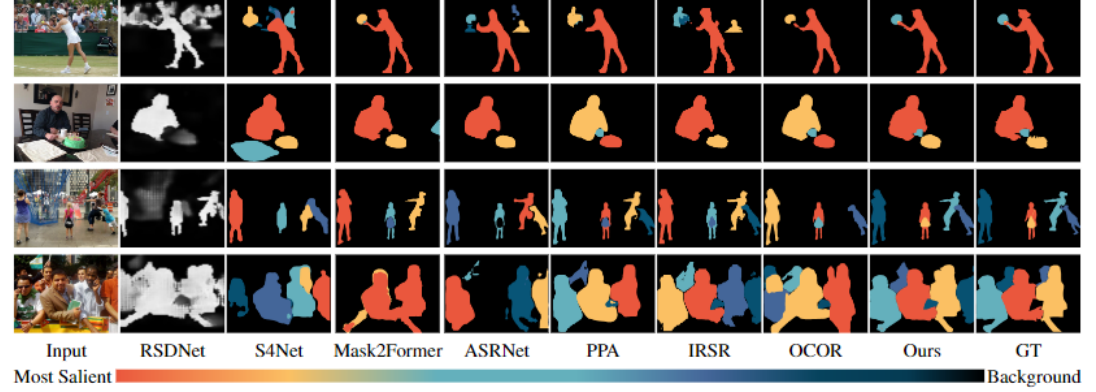 Input RSDNet S4Net Mask2Former ASRNet PPA IRSR OCOR Ours GT
Most Salient Background